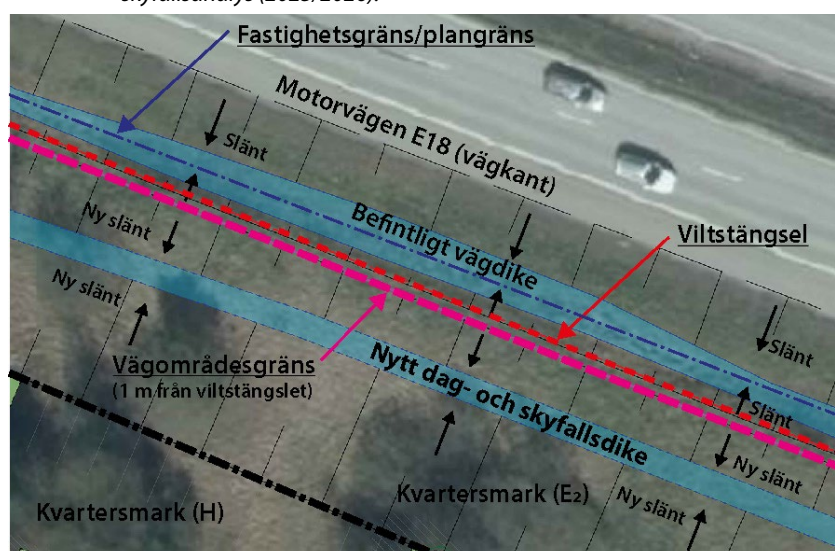 skyfallsanalys
Fastighetsgräns/plangräns
Motorvägen E18 (vägkant)
Slänt
Befintligt vägdike
Viltstängsel
Ny slänt
Ny slänt
Slänt
Vägområdesgräns
(1 m från viltstängslet)
Nytt dag- och skyfallsdike
Slänt
Ny slänt
Kvartersmark (H)
Kvartersmark (E₂)
Ny slänt